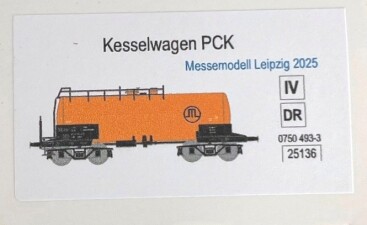 Kesselwagen PCK
Messemodell Leipzig 2025
IV
DR
0750 493-3
25136